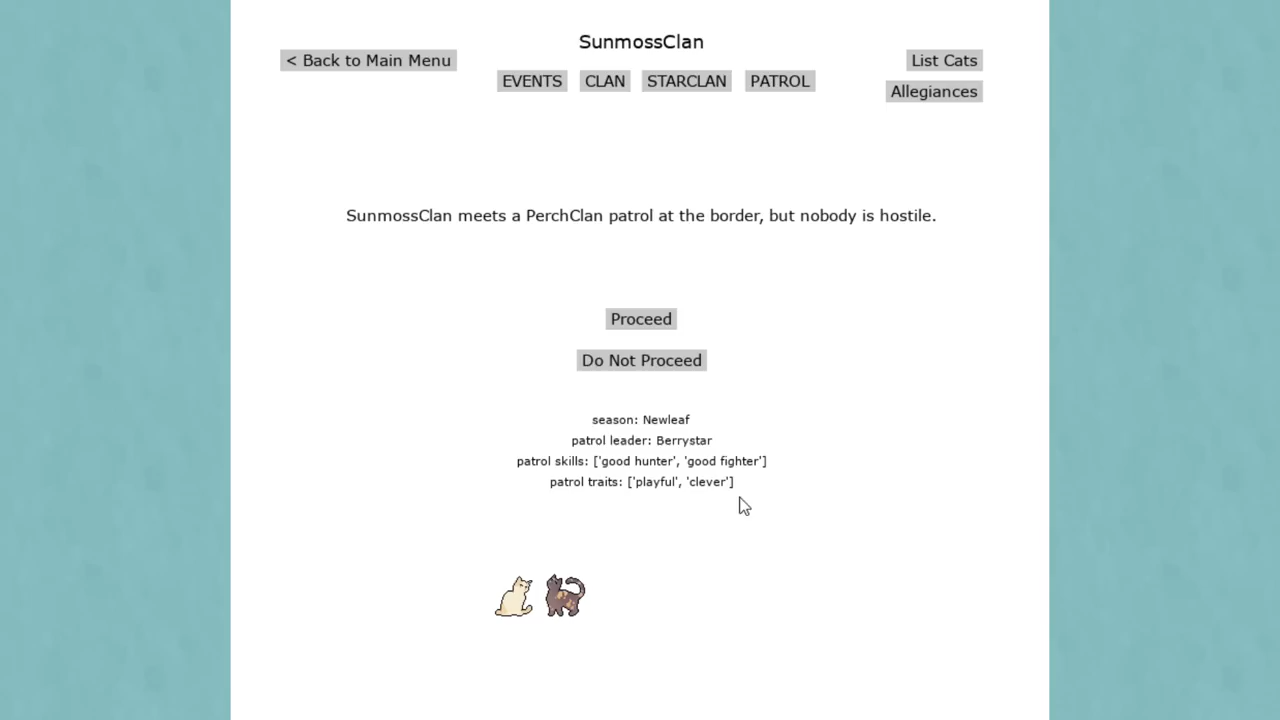 SunmossClan
< Back to Main Menu
List Cats
EVENTS CLAN STARCLAN PATROL
Allegiances
SunmossClan meets a PerchClan patrol at the border, but nobody is hostile.
Proceed
Do Not Proceed
season: Newleaf
patrol leader: Berrystar
patrol skills: ['good hunter', 'good fighter']
patrol traits: ['playful', 'clever']